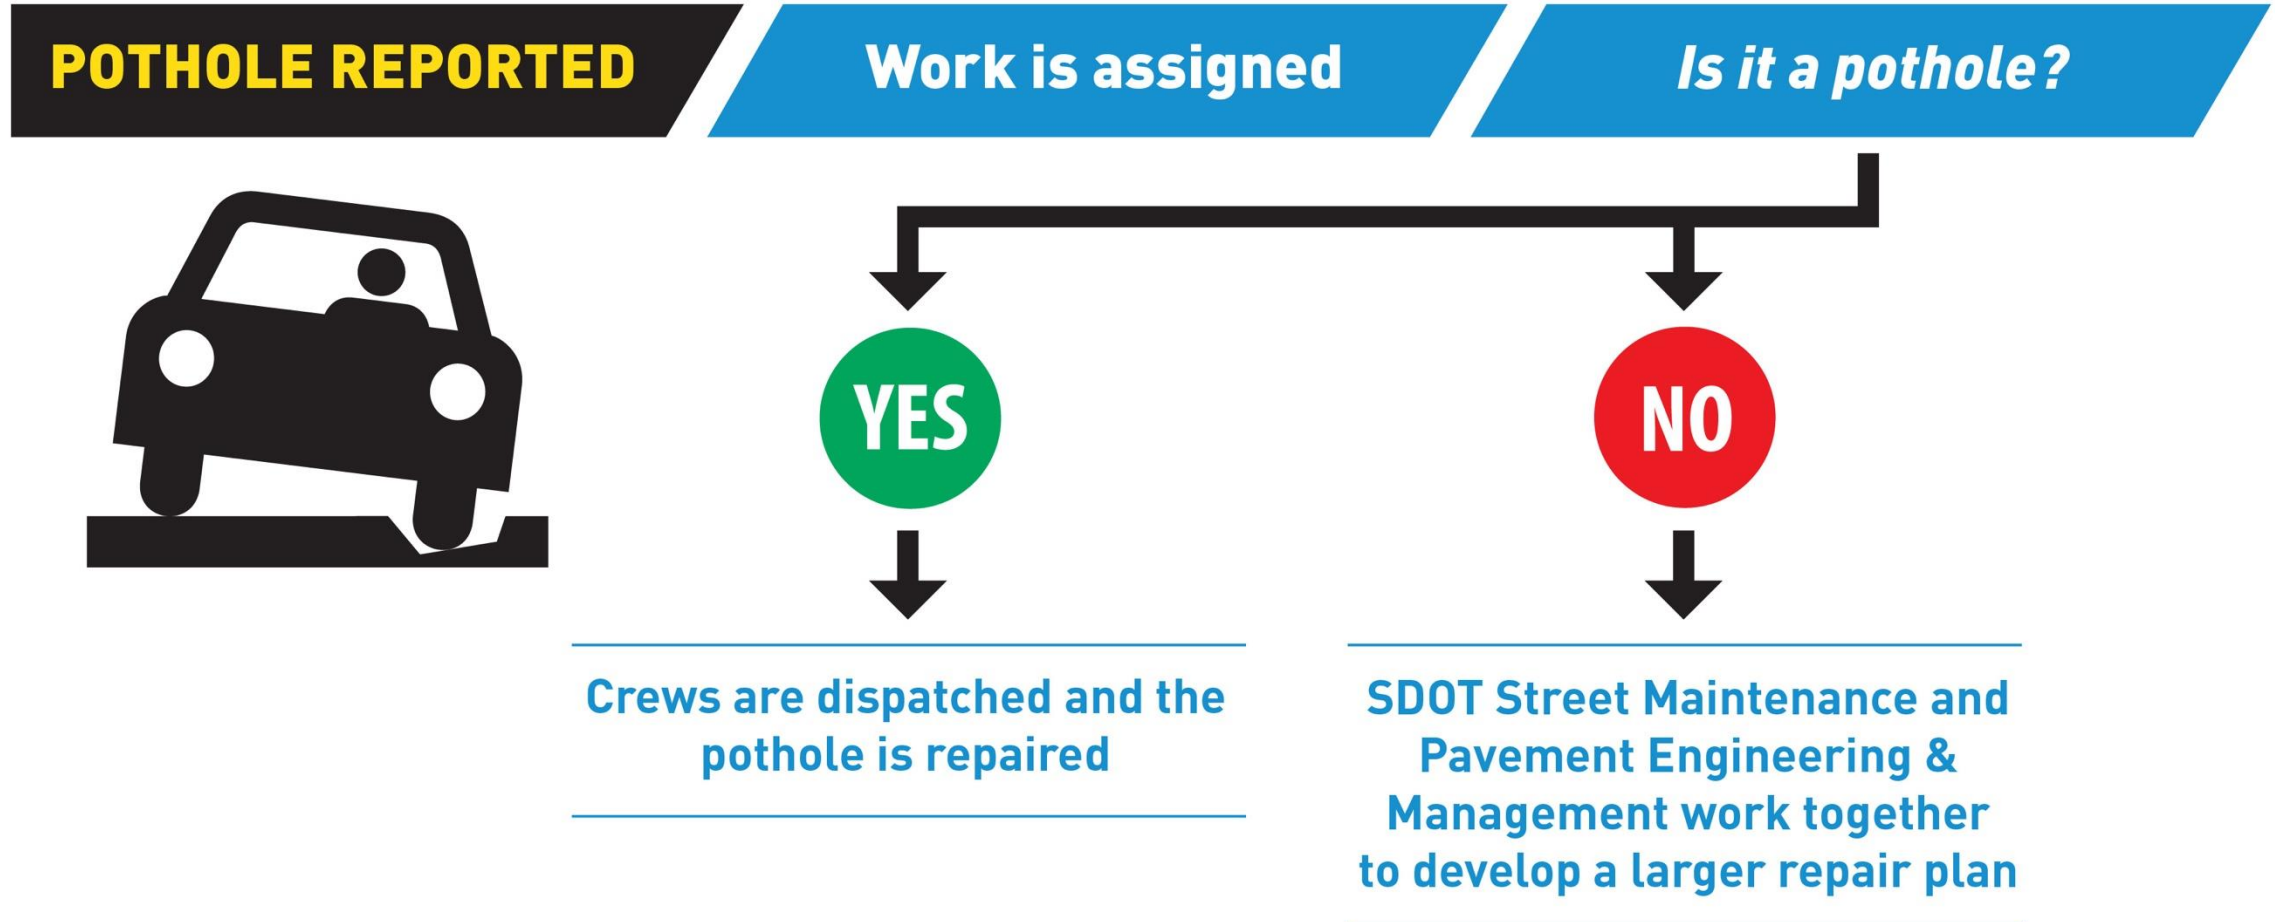 POTHOLE REPORTED
Work is assigned
Is it a pothole?
YES
NO
Crews are dispatched and the
pothole is repaired
SDOT Street Maintenance and
Pavement Engineering &
Management work together
to develop a larger repair plan